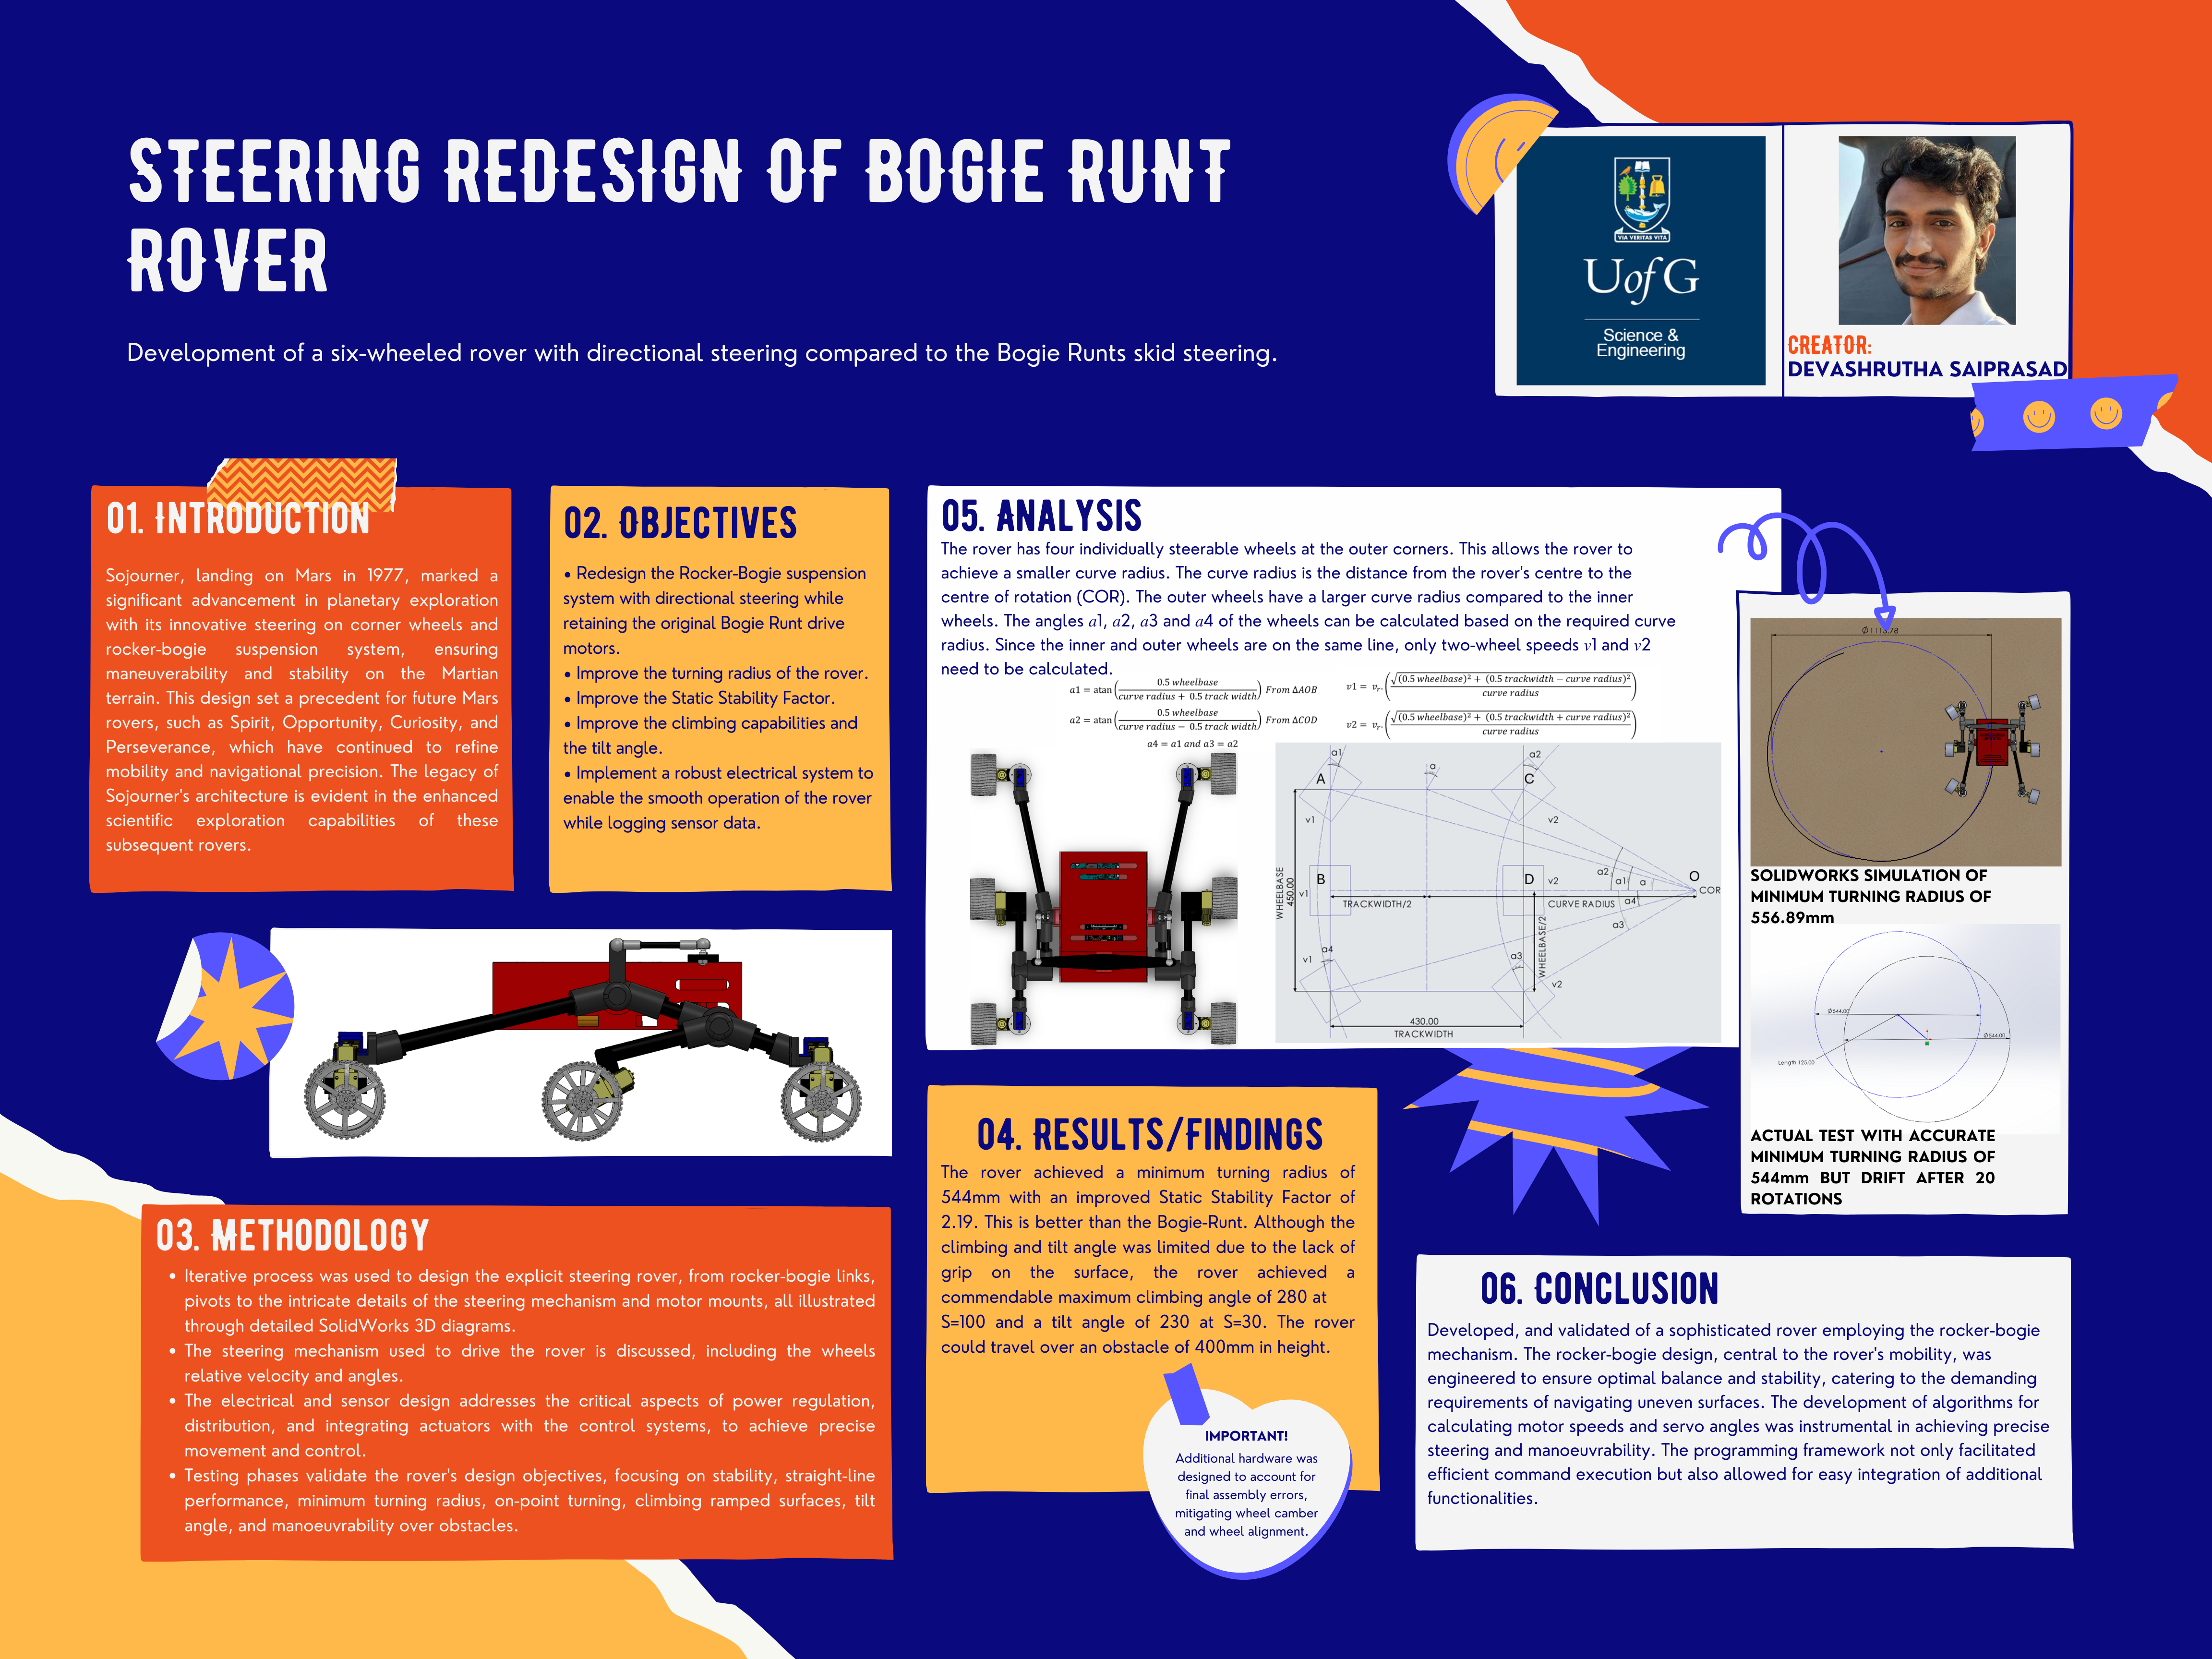 STEERING REDESIGN OF BOGIE RUNT
ROVER
Development of a six-wheeled rover with directional steering compared to the Bogie Runts skid steering.
VIA VERITAS VITA
UofG
Science &
Engineering
CREATOR:
DEVASHRUTHA SAIPRASAD
01. INTRODUCTION
Sojourner, landing on Mars in 1977, marked a
significant advancement in planetary exploration
with its innovative steering on corner wheels and
rocker-bogie suspension system, ensuring
maneuverability and stability on the Martian
terrain. This design set a precedent for future Mars
rovers, such as Spirit, Opportunity, Curiosity, and
Perseverance, which have continued to refine
mobility and navigational precision. The legacy of
Sojourner's architecture is evident in the enhanced
scientific exploration capabilities of these
subsequent rovers.
02. OBJECTIVES
• Redesign the Rocker-Bogie suspension
system with directional steering while
retaining the original Bogie Runt drive
motors.
• Improve the turning radius of the rover.
• Improve the Static Stability Factor.
• Improve the climbing capabilities and
the tilt angle.
• Implement a robust electrical system to
enable the smooth operation of the rover
while logging sensor data.
03. METHODOLOGY
• Iterative process was used to design the explicit steering rover, from rocker-bogie links,
pivots to the intricate details of the steering mechanism and motor mounts, all illustrated
through detailed SolidWorks 3D diagrams.
• The steering mechanism used to drive the rover is discussed, including the wheels
relative velocity and angles.
• The electrical and sensor design addresses the critical aspects of power regulation,
distribution, and integrating actuators with the control systems, to achieve precise
movement and control.
• Testing phases validate the rover's design objectives, focusing on stability, straight-line
performance, minimum turning radius, on-point turning, climbing ramped surfaces, tilt
angle, and manoeuvrability over obstacles.
05. ANALYSIS
The rover has four individually steerable wheels at the outer corners. This allows the rover to
achieve a smaller curve radius. The curve radius is the distance from the rover's centre to the
centre of rotation (COR). The outer wheels have a larger curve radius compared to the inner
wheels. The angles a1, a2, a3 and a4 of the wheels can be calculated based on the required curve
radius. Since the inner and outer wheels are on the same line, only two-wheel speeds v1 and v2
need to be calculated.
a1 = atan(0.5 wheelbase / curve radius + 0.5 track width) From ΔAOB
v1 = vr.(√(0.5 wheelbase)² + (0.5 trackwidth − curve radius)² / curve radius)
a2 = atan(0.5 wheelbase / curve radius − 0.5 track width) From ΔCOD
v2 = vr.(√(0.5 wheelbase)² + (0.5 trackwidth + curve radius)² / curve radius)
a4 = a1 and a3 = a2
a1
a
a2
A
C
v1
v2
WHEELBASE
450.00
B
v1
D
v2
a2
a1
a
O
COR
TRACKWIDTH/2
CURVE RADIUS
a4
a3
WHEELBASE/2
a4
v1
a3
v2
430.00
TRACKWIDTH
Ø1113.78
SOLIDWORKS SIMULATION OF
MINIMUM TURNING RADIUS OF
556.89mm
Ø544.00
Ø544.00
Length 125.00
ACTUAL TEST WITH ACCURATE
MINIMUM TURNING RADIUS OF
544mm BUT DRIFT AFTER 20
ROTATIONS
04. RESULTS/FINDINGS
The rover achieved a minimum turning radius of
544mm with an improved Static Stability Factor of
2.19. This is better than the Bogie-Runt. Although the
climbing and tilt angle was limited due to the lack of
grip on the surface, the rover achieved a
commendable maximum climbing angle of 280 at
S=100 and a tilt angle of 230 at S=30. The rover
could travel over an obstacle of 400mm in height.
IMPORTANT!
Additional hardware was
designed to account for
final assembly errors,
mitigating wheel camber
and wheel alignment.
06. CONCLUSION
Developed, and validated of a sophisticated rover employing the rocker-bogie
mechanism. The rocker-bogie design, central to the rover's mobility, was
engineered to ensure optimal balance and stability, catering to the demanding
requirements of navigating uneven surfaces. The development of algorithms for
calculating motor speeds and servo angles was instrumental in achieving precise
steering and manoeuvrability. The programming framework not only facilitated
efficient command execution but also allowed for easy integration of additional
functionalities.